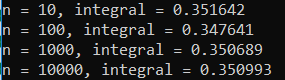 n = 10, integral = 0.351642
n = 100, integral = 0.347641
n = 1000, integral = 0.350689
n = 10000, integral = 0.350993